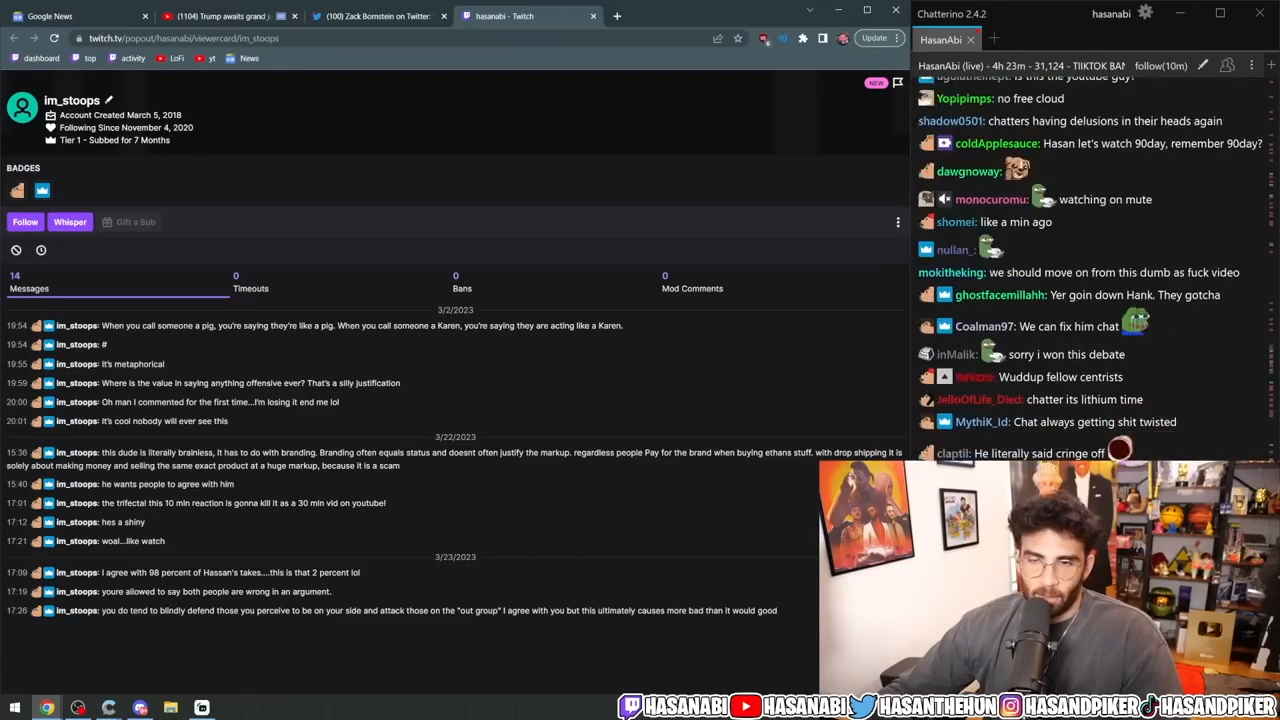 Google News
(1104) Trump awaits grand j
(100) Zack Bornstein on Twitter:
hasanabi - Twitch
twitch.tv/popout/hasanabi/viewercard/im_stoops
Update
dashboard
top
activity
LoFi
yt
News
NEW
im_stoops
Account Created March 5, 2018
Following Since November 4, 2020
Tier 1 - Subbed for 7 Months
BADGES
Follow
Whisper
Gift a Sub
14
Messages
0
Timeouts
0
Bans
0
Mod Comments
3/2/2023
19:54 im_stoops: When you call someone a pig, you're saying they're like a pig. When you call someone a Karen, you're saying they are acting like a Karen.
19:54 im_stoops: #
19:55 im_stoops: It's metaphorical
19:59 im_stoops: Where is the value in saying anything offensive ever? That's a silly justification
20:00 im_stoops: Oh man I commented for the first time...I'm losing it end me lol
20:01 im_stoops: It's cool nobody will ever see this
3/22/2023
15:36 im_stoops: this dude is literally brainless, it has to do with branding. Branding often equals status and doesnt often justify the markup. regardless people Pay for the brand when buying ethans stuff. with drop shipping it is
solely about making money and selling the same exact product at a huge markup, because it is a scam
15:40 im_stoops: he wants people to agree with him
17:01 im_stoops: the trifecta! this 10 min reaction is gonna kill it as a 30 min vid on youtube!
17:12 im_stoops: hes a shiny
17:21 im_stoops: woal...like watch
3/23/2023
17:09 im_stoops: I agree with 98 percent of Hassan's takes....this is that 2 percent lol
17:19 im_stoops: youre allowed to say both people are wrong in an argument.
17:26 im_stoops: you do tend to blindly defend those you perceive to be on your side and attack those on the "out group" I agree with you but this ultimately causes more bad than it would good
Chatterino 2.4.2
hasanabi
HasanAbi
HasanAbi (live) - 4h 23m - 31,124 - TIKTOK BAN
follow(10m)
Yopipimps: no free cloud
shadow0501: chatters having delusions in their heads again
coldApplesauce: Hasan let's watch 90day, remember 90day?
dawgnoway:
monocuromu: watching on mute
shomei: like a min ago
nullan_:
mokitheking: we should move on from this dumb as fuck video
ghostfacemillahh: Yer goin down Hank. They gotcha
Coalman97: We can fix him chat
inMalik: sorry i won this debate
fahizzo: Wuddup fellow centrists
JelloOfLife_Died: chatter its lithium time
MythiK_Id: Chat always getting shit twisted
claptil: He literally said cringe off
HASANABI
HASANABI
HASANTHEHUN
HASANDPIKER
HASANDPIKER